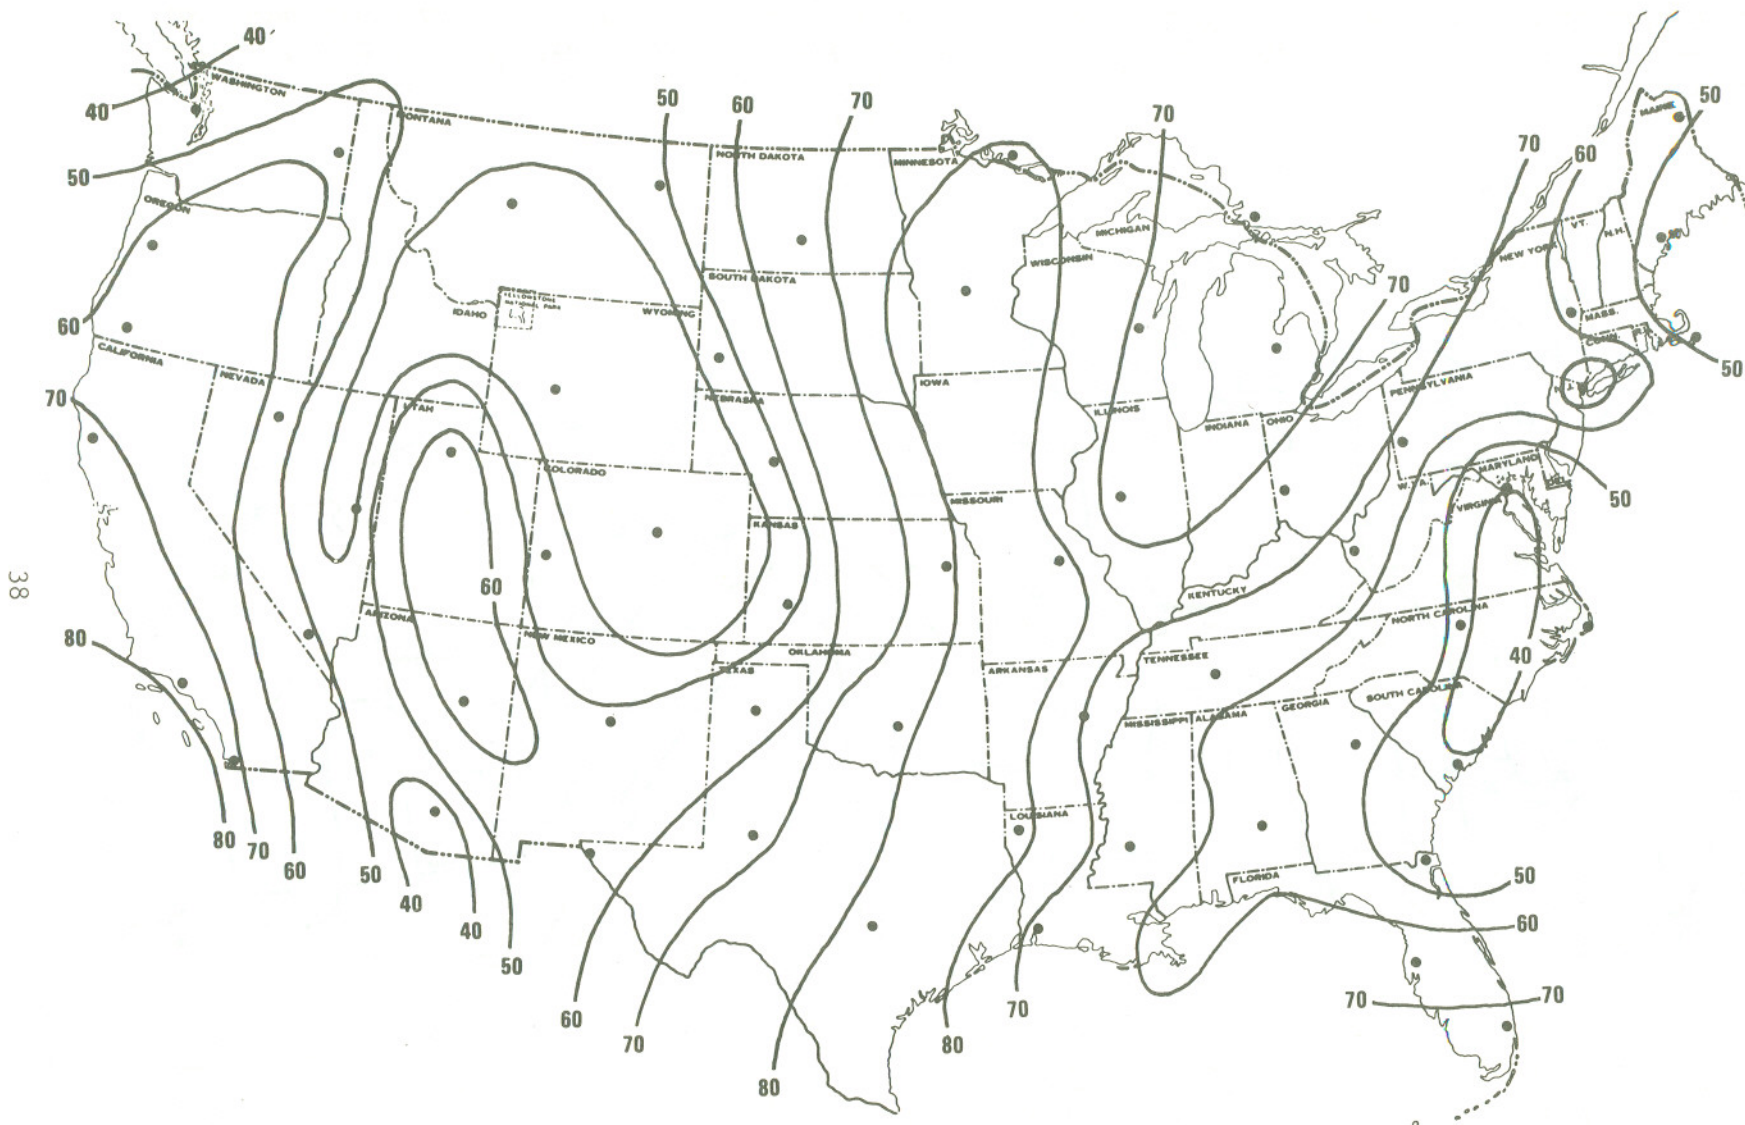 40
40
WASHINGTON
MONTANA
50
60
70
NORTH DAKOTA
MINNESOTA
70
70
60
MAINE
50
50
OREGON
SOUTH DAKOTA
WISCONSIN
MICHIGAN
NEW YORK
VT.
N.H.
60
IDAHO
YELLOWSTONE
NATIONAL PARK
WYOMING
70
MASS.
CONN.
R.I.
50
CALIFORNIA
NEVADA
70
UTAH
NEBRASKA
IOWA
ILLINOIS
INDIANA
OHIO
PENNSYLVANIA
N.J.
COLORADO
KANSAS
MISSOURI
W. VA.
MARYLAND
DEL.
VIRGINIA
50
38
60
80
ARIZONA
NEW MEXICO
OKLAHOMA
TEXAS
ARKANSAS
KENTUCKY
TENNESSEE
NORTH CAROLINA
40
SOUTH CAROLINA
MISSISSIPPI
ALABAMA
GEORGIA
LOUISIANA
FLORIDA
80
70
60
50
40
40
50
60
70
80
80
70
50
60
70
70